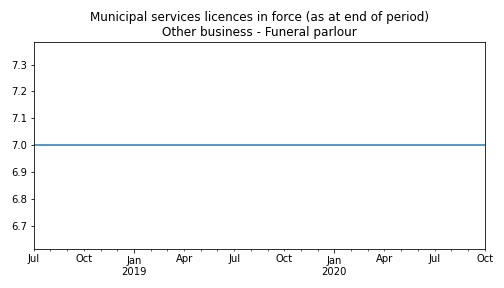 Municipal services licences in force (as at end of period)
Other business - Funeral parlour
7.3
7.2
7.1
7.0
6.9
6.8
6.7
Jul Oct Jan Apr Jul Oct Jan Apr Jul Oct
2019 2020